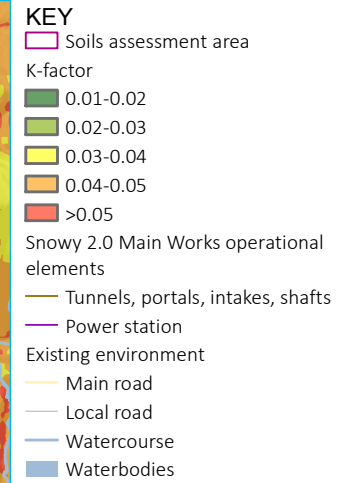 KEY
Soils assessment area
K-factor
0.01-0.02
0.02-0.03
0.03-0.04
0.04-0.05
>0.05
Snowy 2.0 Main Works operational
elements
Tunnels, portals, intakes, shafts
Power station
Existing environment
Main road
Local road
Watercourse
Waterbodies